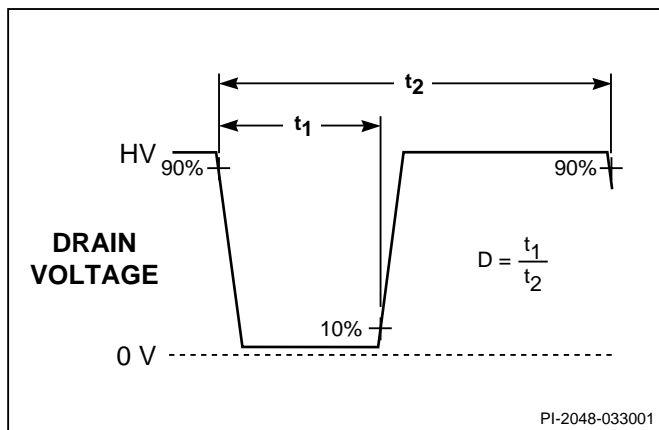 t2
t1
HV
90%
90%
DRAIN
VOLTAGE
D = t1
t2
10%
0 V
PI-2048-033001